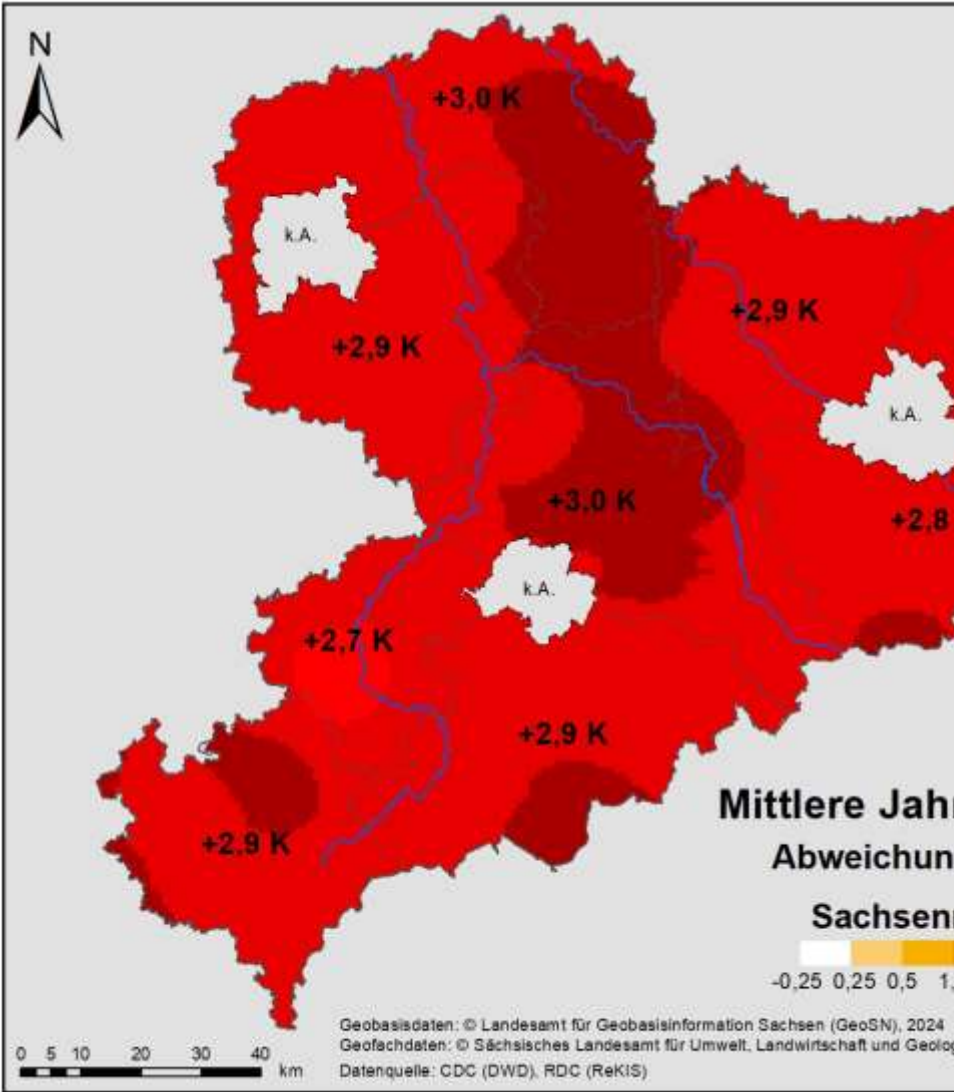 N
+3,0 K
k.A.
+2,9 K
+2,9 K
k.A.
+3,0 K
+2,8
k.A.
+2,7 K
+2,9 K
+2,9 K
Mittlere Jahr
Abweichun
Sachsen
-0,25 0,25 0,5 1,
Geobasisdaten: © Landesamt für Geobasisinformation Sachsen (GeoSN), 2024
Geofachdaten: © Sächsisches Landesamt für Umwelt, Landwirtschaft und Geolog
0 5 10 20 30 40 km
Datenquelle: CDC (DWD), RDC (ReKIS)